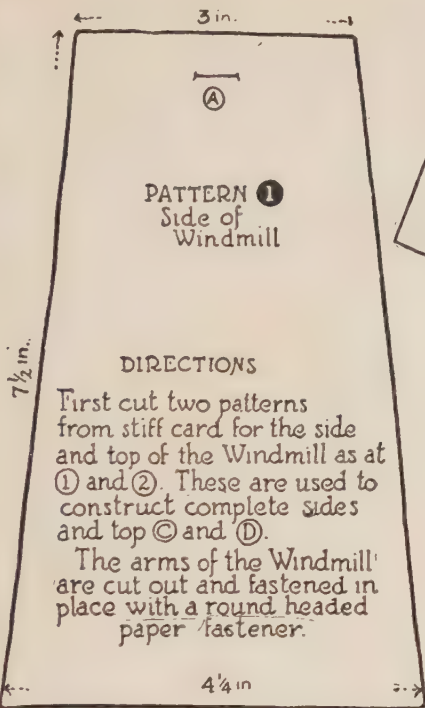 3 in.
Ⓐ
PATTERN ❶
Side of
Windmill
7½ in.
DIRECTIONS
First cut two patterns
from stiff card for the side
and top of the Windmill as at
① and ②. These are used to
construct complete sides
and top Ⓒ and Ⓓ.
The arms of the Windmill
are cut out and fastened in
place with a round headed
paper fastener.
4¼ in